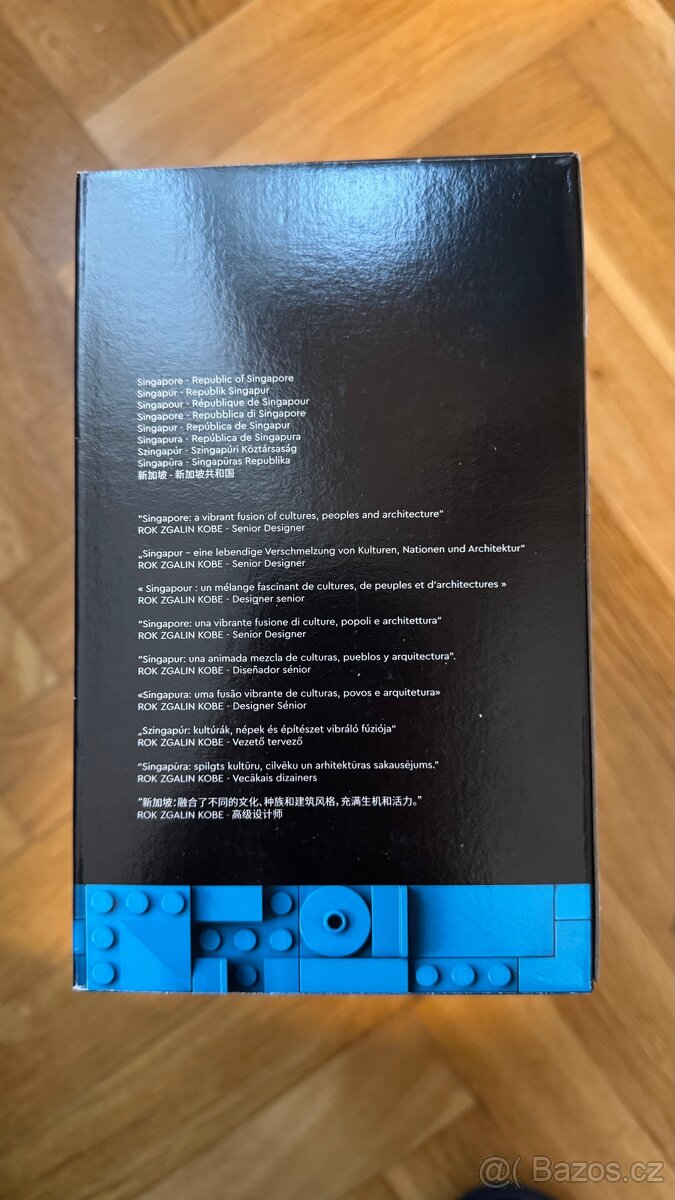 Singapore - Republic of Singapore
Singapur - Republik Singapur
Singapour - République de Singapour
Singapore - Repubblica di Singapore
Singapur - República de Singapur
Singapura - República de Singapura
Szingapúr - Szingapúri Köztársaság
Singapūra - Singapūras Republika
新加坡 - 新加坡共和国
"Singapore: a vibrant fusion of cultures, peoples and architecture"
ROK ZGALIN KOBE - Senior Designer
„Singapur – eine lebendige Verschmelzung von Kulturen, Nationen und Architektur“
ROK ZGALIN KOBE - Senior Designer
« Singapour : un mélange fascinant de cultures, de peuples et d'architectures »
ROK ZGALIN KOBE - Designer senior
"Singapore: una vibrante fusione di culture, popoli e architettura"
ROK ZGALIN KOBE - Senior Designer
"Singapur: una animada mezcla de culturas, pueblos y arquitectura".
ROK ZGALIN KOBE - Diseñador sénior
«Singapura: uma fusão vibrante de culturas, povos e arquitetura»
ROK ZGALIN KOBE - Designer Sénior
„Szingapúr: kultúrák, népek és építészet vibráló fúziója"
ROK ZGALIN KOBE - Vezető tervező
"Singapūra: spilgts kultūru, cilvēku un arhitektūras sakausējums."
ROK ZGALIN KOBE - Vecākais dizainers
“新加坡：融合了不同的文化、种族和建筑风格，充满生机和活力。”
ROK ZGALIN KOBE - 高级设计师
@( Bazos.cz